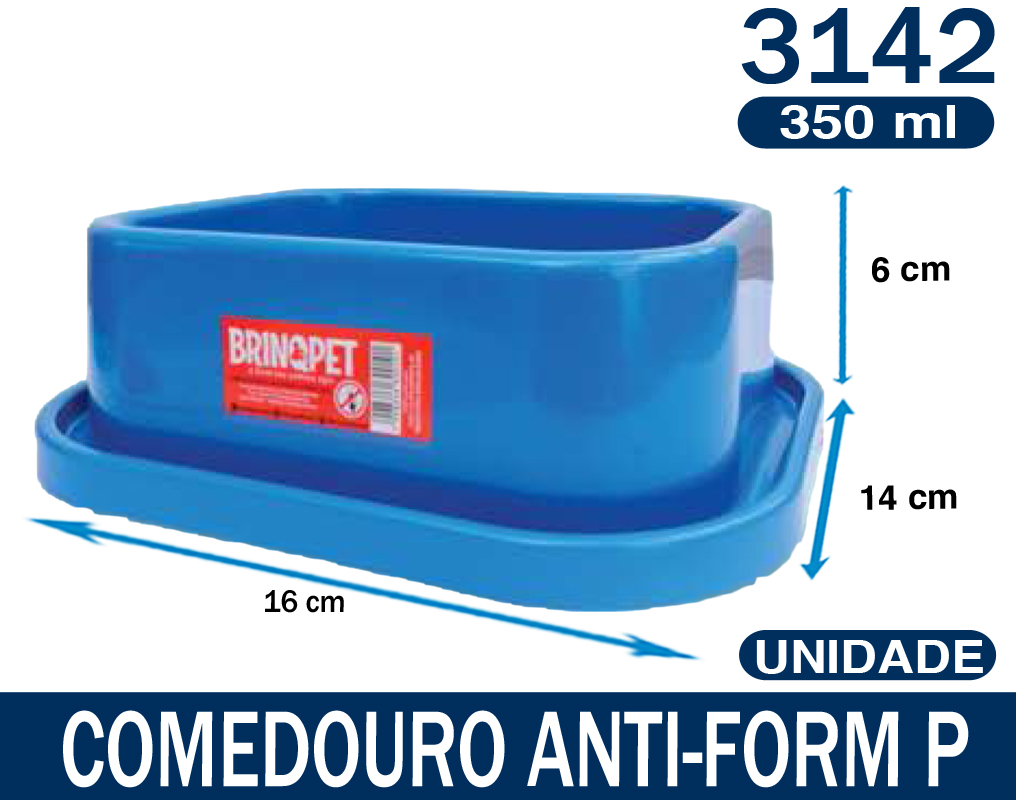 3142
350 ml
6 cm
BRINQPET
14 cm
16 cm
UNIDADE
COMEDOURO ANTI-FORM P